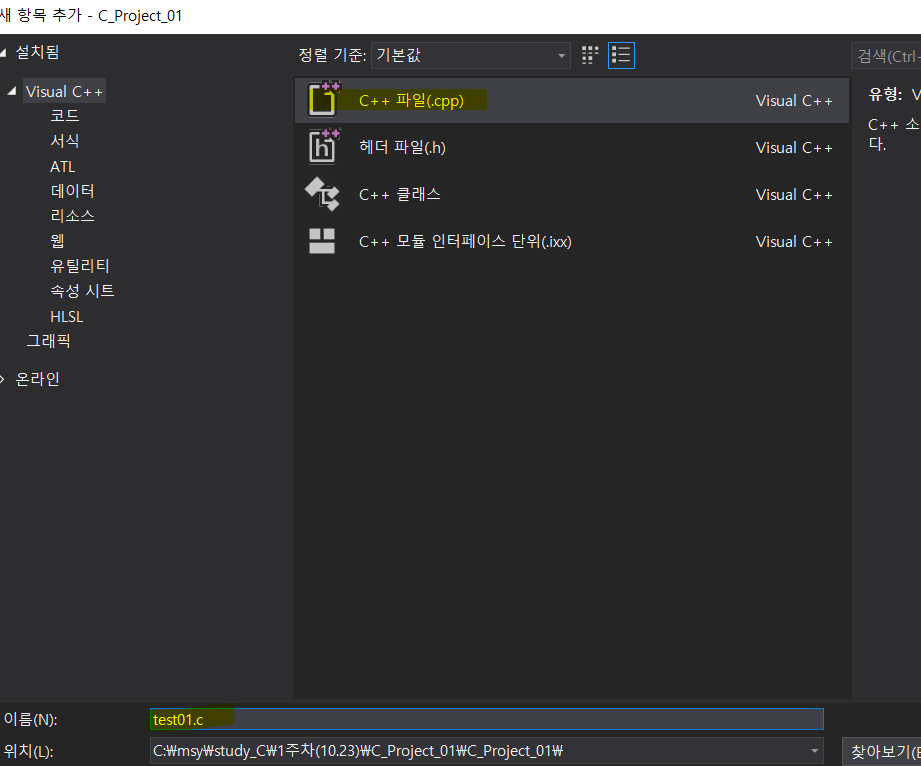 새 항목 추가 - C_Project_01
설치됨
정렬 기준: 기본값
검색(Ctrl-
Visual C++
코드
서식
ATL
데이터
리소스
웹
유틸리티
속성 시트
HLSL
그래픽
온라인
C++ 파일(.cpp) Visual C++
헤더 파일(.h) Visual C++
C++ 클래스 Visual C++
C++ 모듈 인터페이스 단위(.ixx) Visual C++
유형: V
C++ 소
다.
이름(N): test01.c
위치(L): C:₩msy₩study_C₩1주차(10.23)₩C_Project_01₩C_Project_01₩
찾아보기(